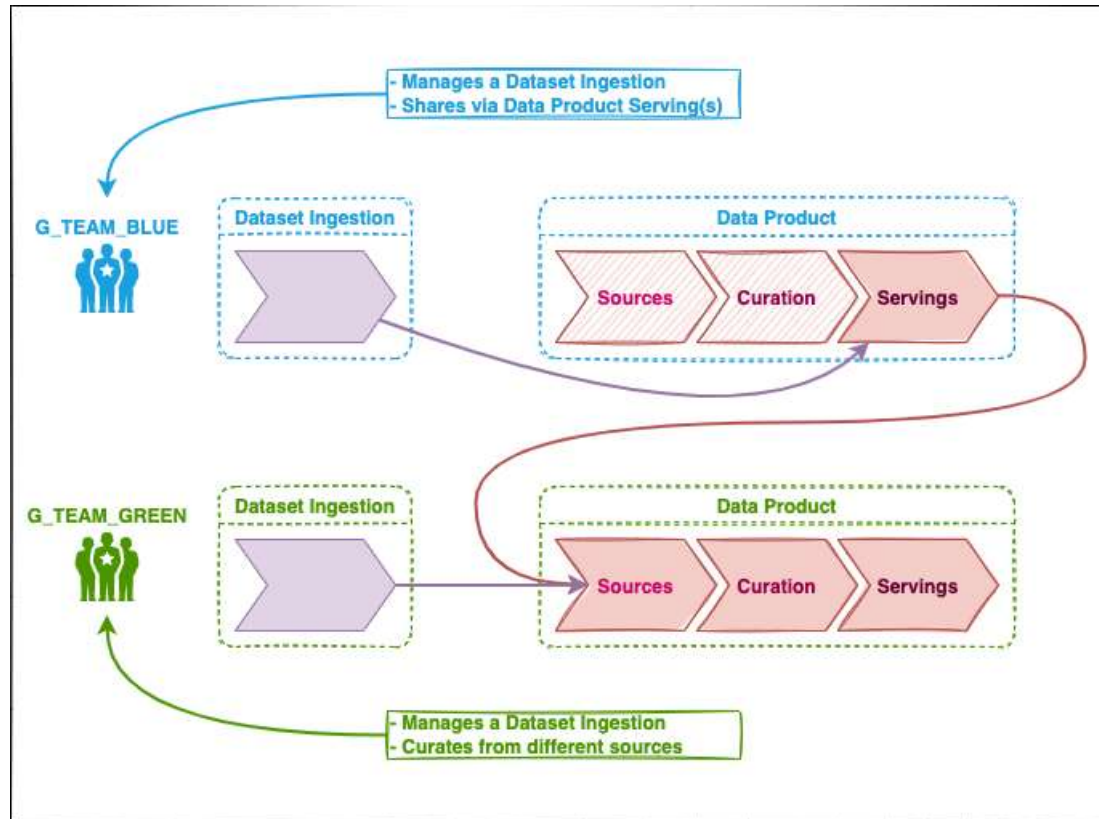 - Manages a Dataset Ingestion
- Shares via Data Product Serving(s)
G_TEAM_BLUE
Dataset Ingestion
Data Product
Sources
Curation
Servings
G_TEAM_GREEN
Dataset Ingestion
Data Product
Sources
Curation
Servings
- Manages a Dataset Ingestion
- Curates from different sources